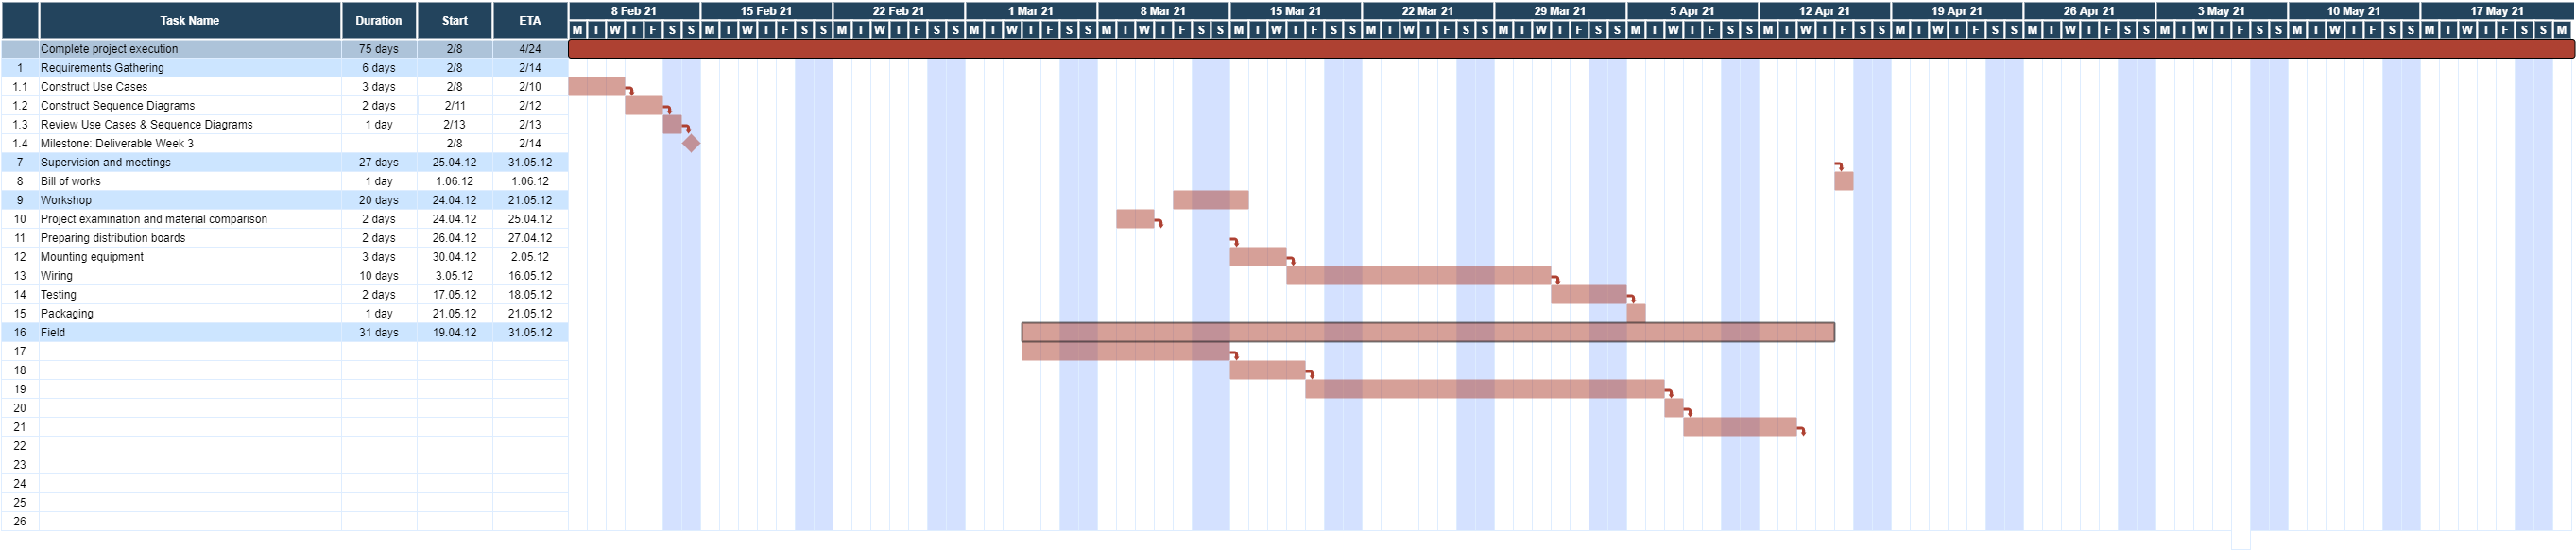 Task Name Duration Start ETA 8 Feb 21 15 Feb 21 22 Feb 21 1 Mar 21 8 Mar 21 15 Mar 21 22 Mar 21 29 Mar 21 5 Apr 21 12 Apr 21 19 Apr 21 26 Apr 21 3 May 21 10 May 21 17 May 21
M T W T F S S M T W T F S S M T W T F S S M T W T F S S M T W T F S S M T W T F S S M T W T F S S M T W T F S S M T W T F S S M T W T F S S M T W T F S S M T W T F S S M T W T F S S M T W T F S S M T W T F S S M
Complete project execution 75 days 2/8 4/24
1 Requirements Gathering 6 days 2/8 2/14
1.1 Construct Use Cases 3 days 2/8 2/10
1.2 Construct Sequence Diagrams 2 days 2/11 2/12
1.3 Review Use Cases & Sequence Diagrams 1 day 2/13 2/13
1.4 Milestone: Deliverable Week 3 2/8 2/14
7 Supervision and meetings 27 days 25.04.12 31.05.12
8 Bill of works 1 day 1.06.12 1.06.12
9 Workshop 20 days 24.04.12 21.05.12
10 Project examination and material comparison 2 days 24.04.12 25.04.12
11 Preparing distribution boards 2 days 26.04.12 27.04.12
12 Mounting equipment 3 days 30.04.12 2.05.12
13 Wiring 10 days 3.05.12 16.05.12
14 Testing 2 days 17.05.12 18.05.12
15 Packaging 1 day 21.05.12 21.05.12
16 Field 31 days 19.04.12 31.05.12
17
18
19
20
21
22
23
24
25
26